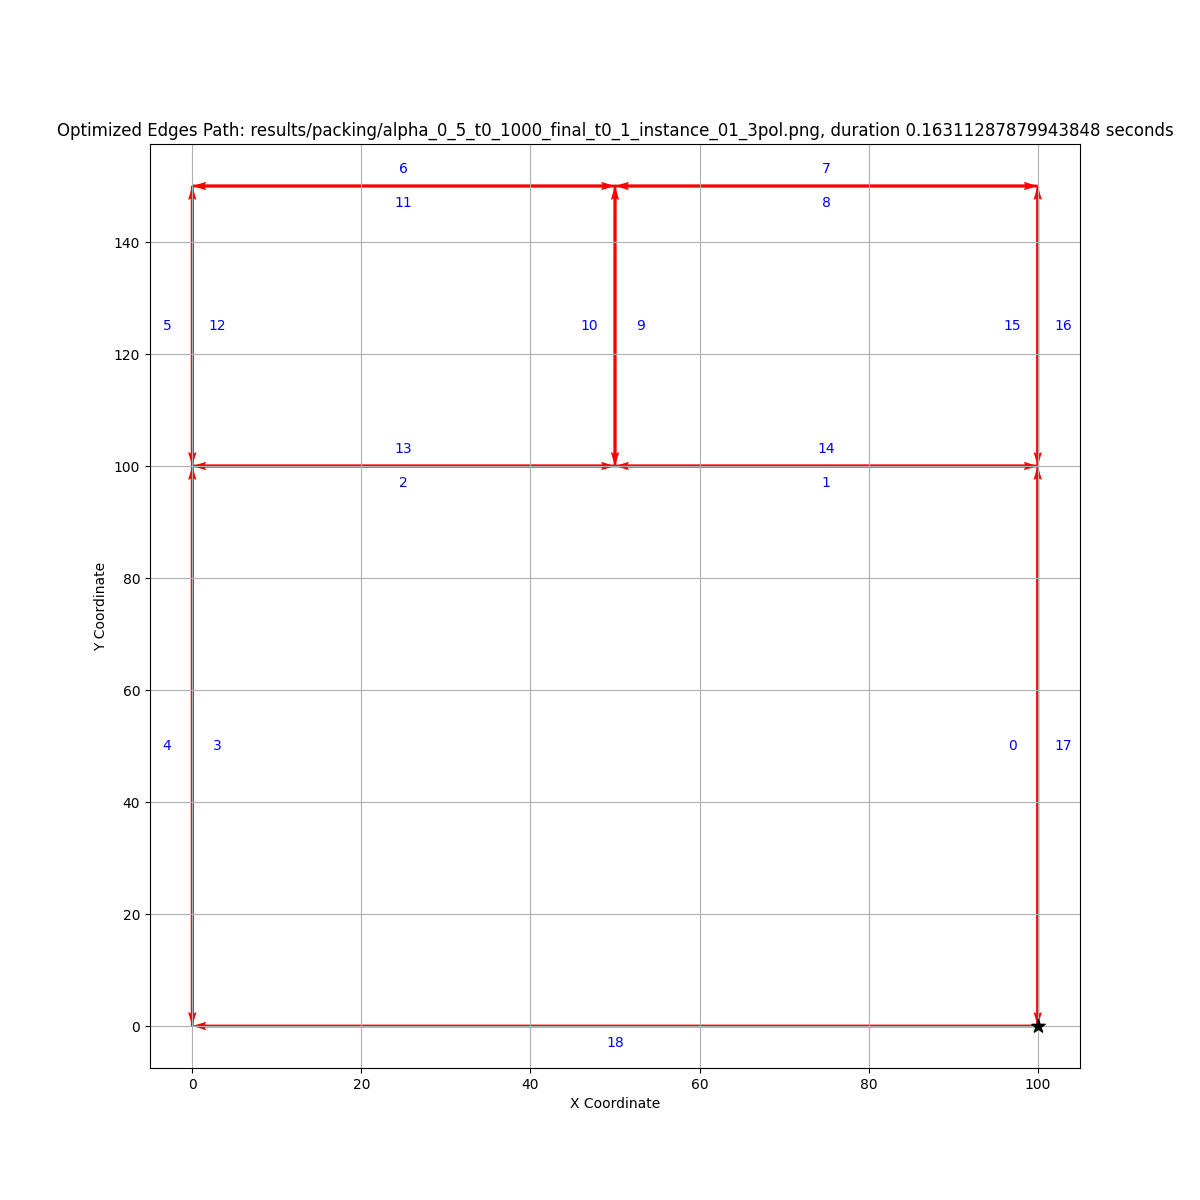 Optimized Edges Path: results/packing/alpha_0_5_t0_1000_final_t0_1_instance_01_3pol.png, duration 0.16311287879943848 seconds
6 7
11 8
140
5 12 10 9 15 16
120
13 14
100
2 1
80
Y Coordinate
60
4 3 0 17
40
20
0
18
0 20 40 60 80 100
X Coordinate